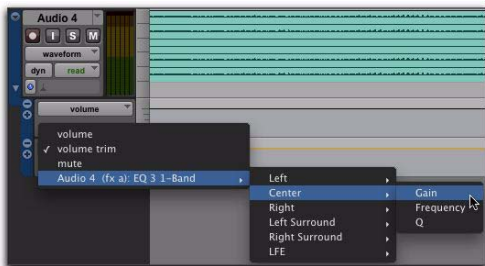 Audio 4
I S M
waveform
dyn read
volume
volume
✓ volume trim
mute
Audio 4 (fx a): EQ 3 1-Band
Left
Center
Right
Left Surround
Right Surround
LFE
Gain
Frequency
Q